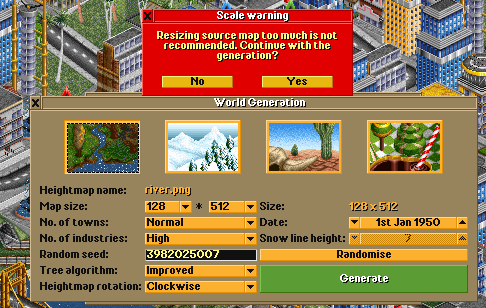 Scale warning
Resizing source map too much is not
recommended. Continue with the
generation?
No Yes
World Generation
Heightmap name: river.png
Map size: 128 * 512 Size: 128 x 512
No. of towns: Normal Date: 1st Jan 1950
No. of industries: High Snow line height: 7
Random seed: 3982025007 Randomise
Tree algorithm: Improved
Generate
Heightmap rotation: Clockwise